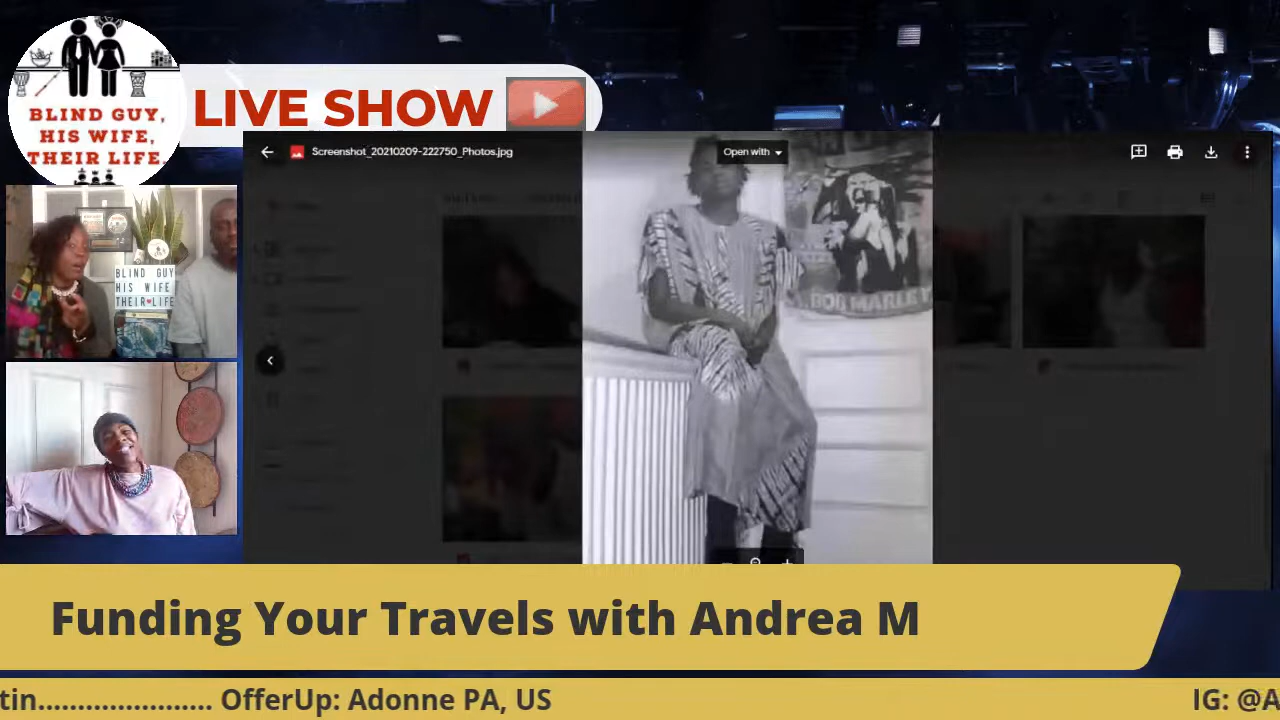 BLIND GUY,
HIS WIFE,
THEIR LIFE.
LIVE SHOW
Screenshot_20210209-222750_Photos.jpg
Open with
BLIND GUY
HIS WIFE
THEIR LIFE
BOB MARLEY
Funding Your Travels with Andrea M
tin...................... OfferUp: Adonne PA, US
IG: @A